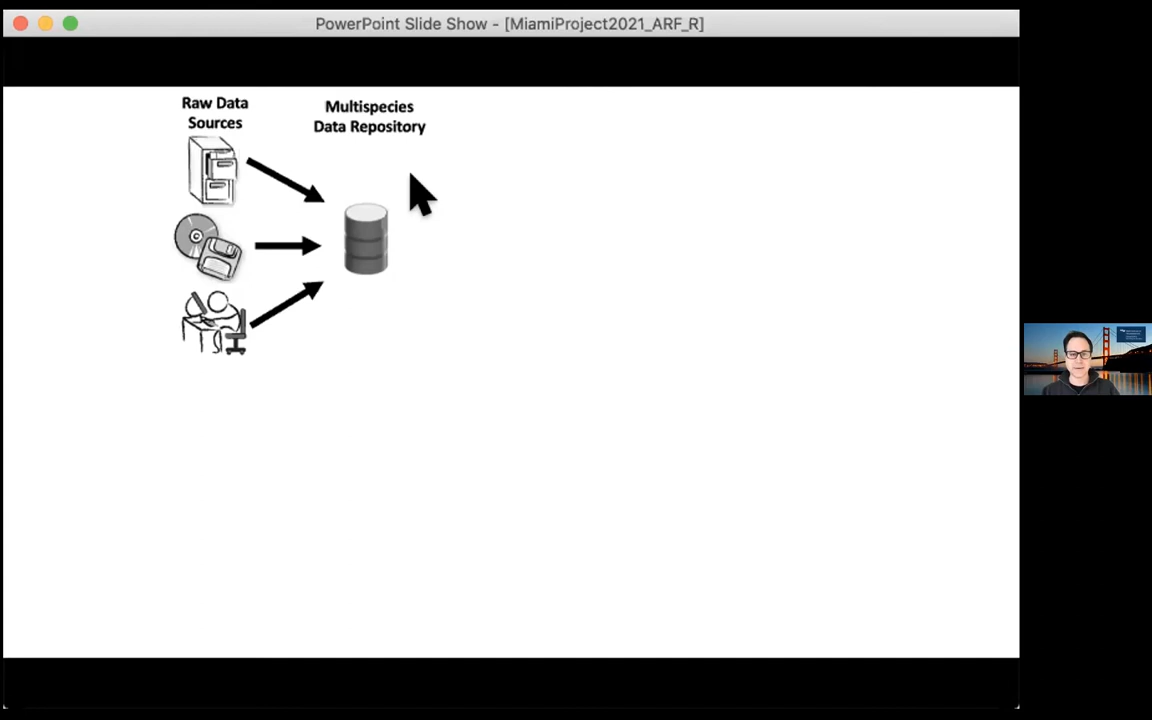 PowerPoint Slide Show - [MiamiProject2021_ARF_R]
Raw Data
Sources
Multispecies
Data Repository